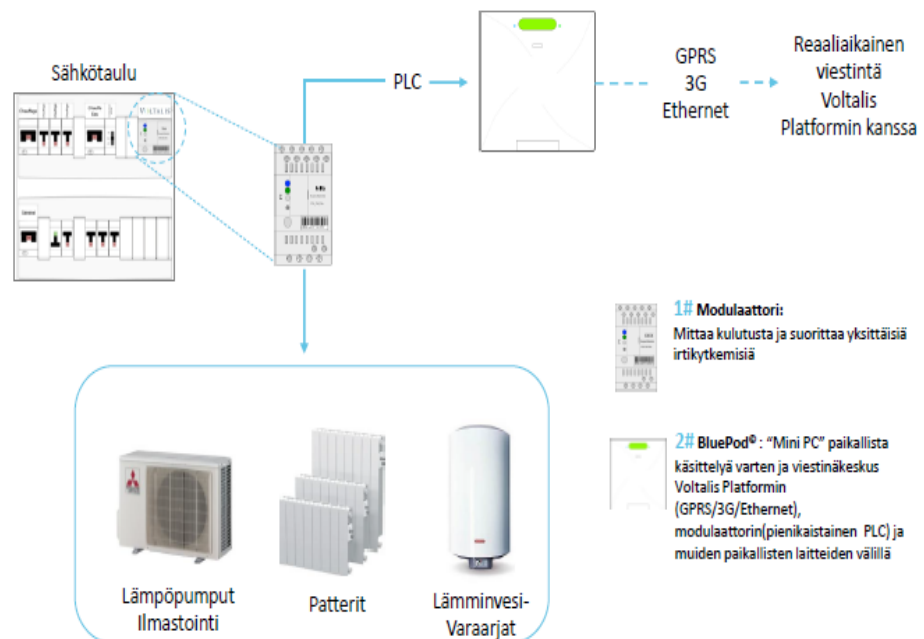 Sähkötaulu
PLC
GPRS
3G
Ethernet
Reaaliaikainen
viestintä
Voltalis
Platformin kanssa
1# Modulaattori:
Mittaa kulutusta ja suorittaa yksittäisiä
irtikytkemisiä
2# BluePod© : “Mini PC” paikallista
käsittelyä varten ja viestinäkeskus
Voltalis Platformin
(GPRS/3G/Ethernet),
modulaattorin(pienikaistainen PLC) ja
muiden paikallisten laitteiden välillä
Lämpöpumput
Ilmastointi
Patterit
Lämminvesi-
Varaarjat